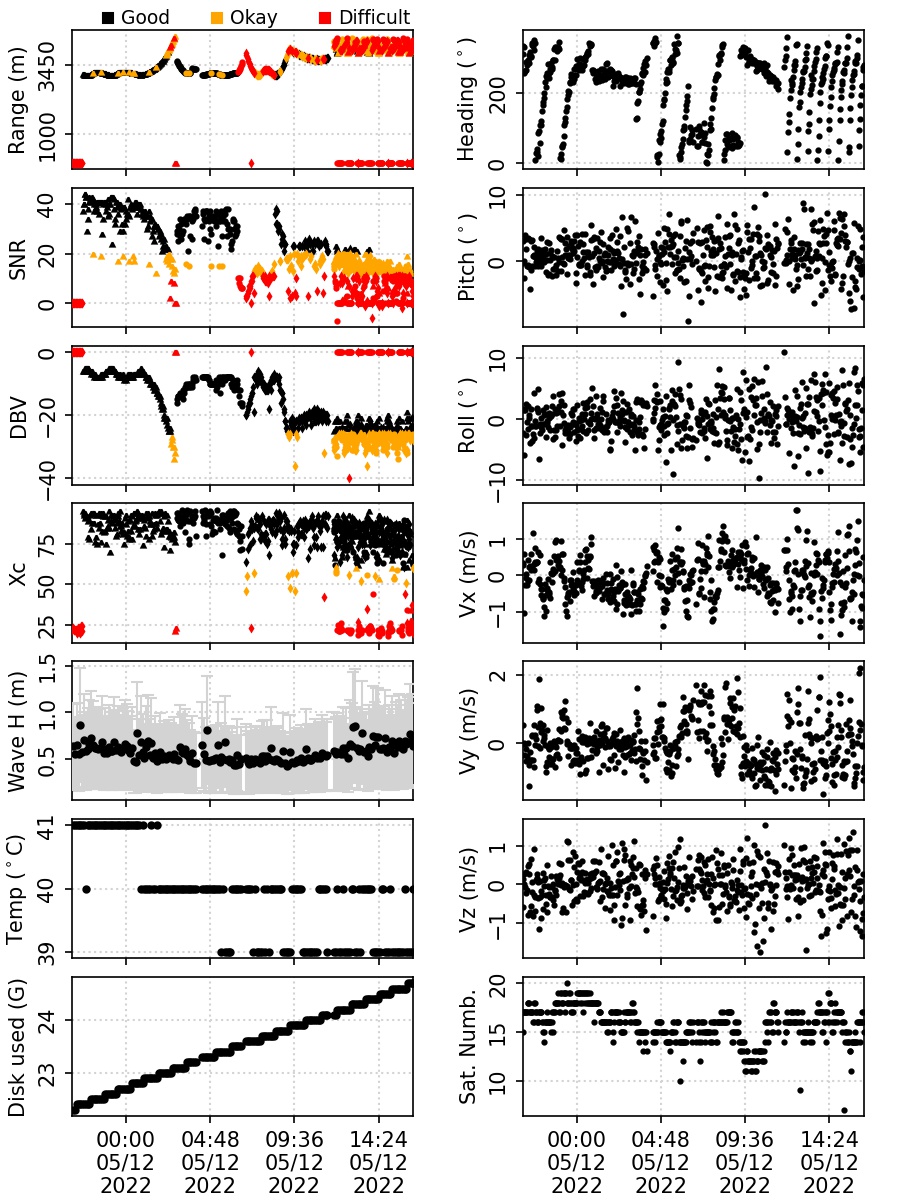 Good Okay Difficult
Range (m)
3450
1000
Heading (°)
200
0
SNR
40
20
0
Pitch (°)
10
0
DBV
0
−20
−40
Roll (°)
10
0
−10
Xc
75
50
25
Vx (m/s)
1
0
−1
Wave H (m)
1.5
1.0
0.5
Vy (m/s)
2
0
Temp (°C)
41
40
39
Vz (m/s)
1
0
−1
Disk used (G)
24
23
Sat. Numb.
20
15
10
00:00 04:48 09:36 14:24
05/12 05/12 05/12 05/12
2022 2022 2022 2022
00:00 04:48 09:36 14:24
05/12 05/12 05/12 05/12
2022 2022 2022 2022